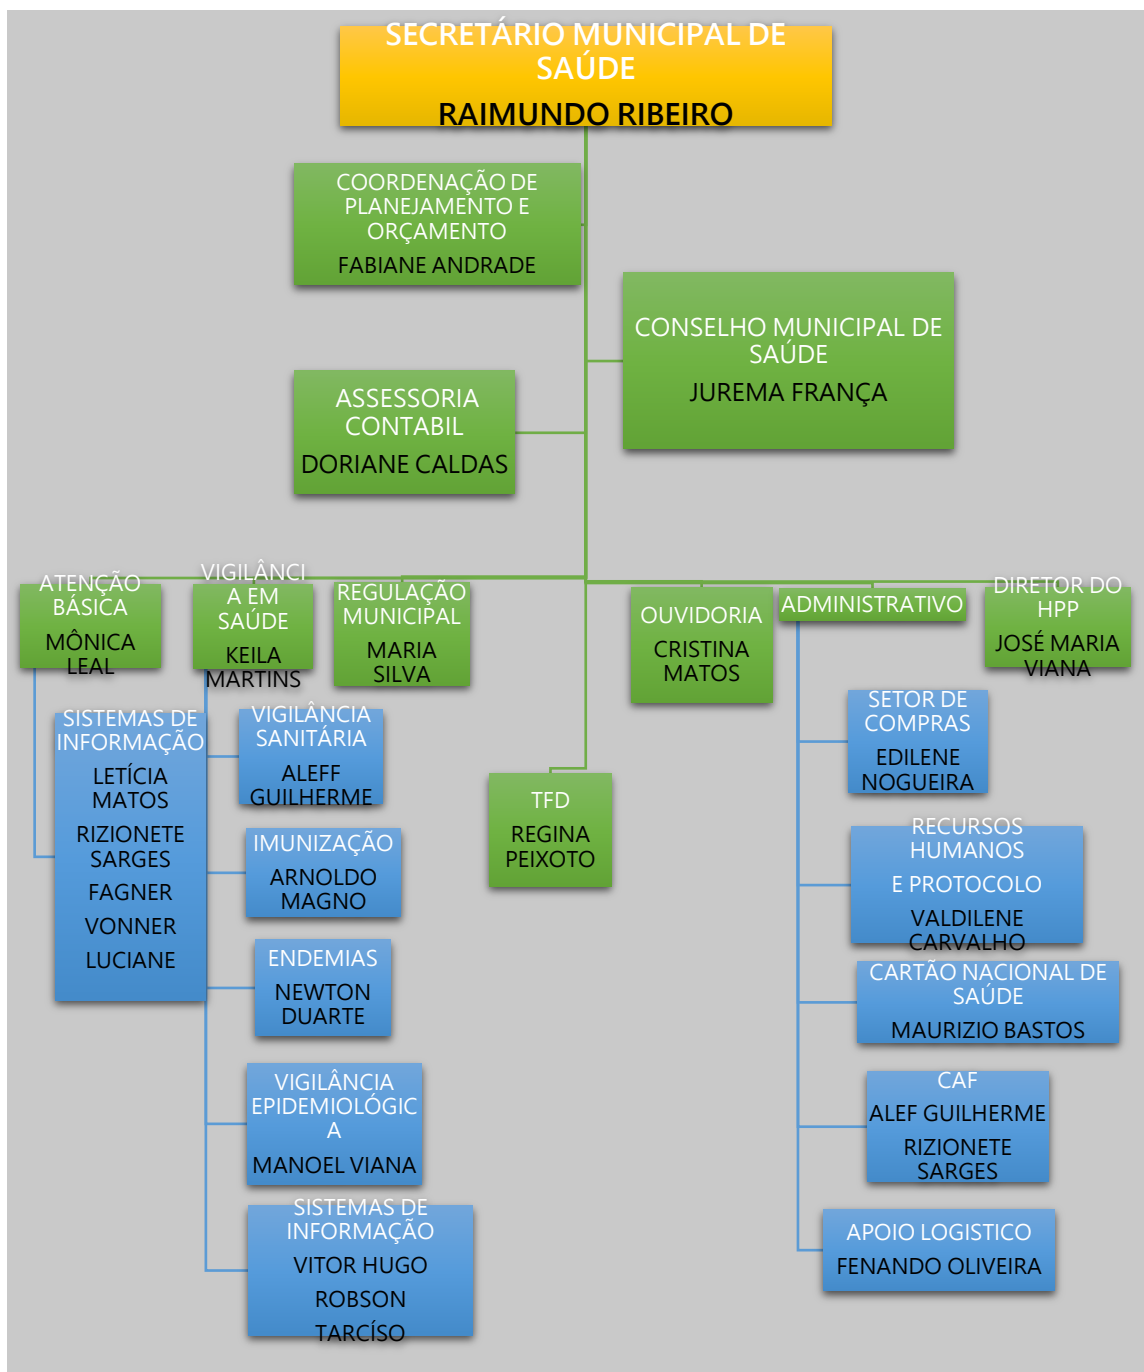 SECRETÁRIO MUNICIPAL DE
SAÚDE
RAIMUNDO RIBEIRO
COORDENAÇÃO DE
PLANEJAMENTO E
ORÇAMENTO
FABIANE ANDRADE
CONSELHO MUNICIPAL DE
SAÚDE
JUREMA FRANÇA
ASSESSORIA
CONTABIL
DORIANE CALDAS
ATENÇÃO
BÁSICA
MÔNICA
LEAL
VIGILÂNCI
A EM
SAÚDE
KEILA
MARTINS
REGULAÇÃO
MUNICIPAL
MARIA
SILVA
OUVIDORIA
CRISTINA
MATOS
ADMINISTRATIVO
DIRETOR DO
HPP
JOSÉ MARIA
VIANA
SISTEMAS DE
INFORMAÇÃO
LETÍCIA
MATOS
RIZIONETE
SARGES
FAGNER
VONNER
LUCIANE
VIGILÂNCIA
SANITÁRIA
ALEFF
GUILHERME
IMUNIZAÇÃO
ARNOLDO
MAGNO
ENDEMIAS
NEWTON
DUARTE
VIGILÂNCIA
EPIDEMIOLÓGIC
A
MANOEL VIANA
SISTEMAS DE
INFORMAÇÃO
VITOR HUGO
ROBSON
TARCÍSO
TFD
REGINA
PEIXOTO
SETOR DE
COMPRAS
EDILENE
NOGUEIRA
RECURSOS
HUMANOS
E PROTOCOLO
VALDILENE
CARVALHO
CARTÃO NACIONAL DE
SAÚDE
MAURIZIO BASTOS
CAF
ALEF GUILHERME
RIZIONETE
SARGES
APOIO LOGISTICO
FENANDO OLIVEIRA